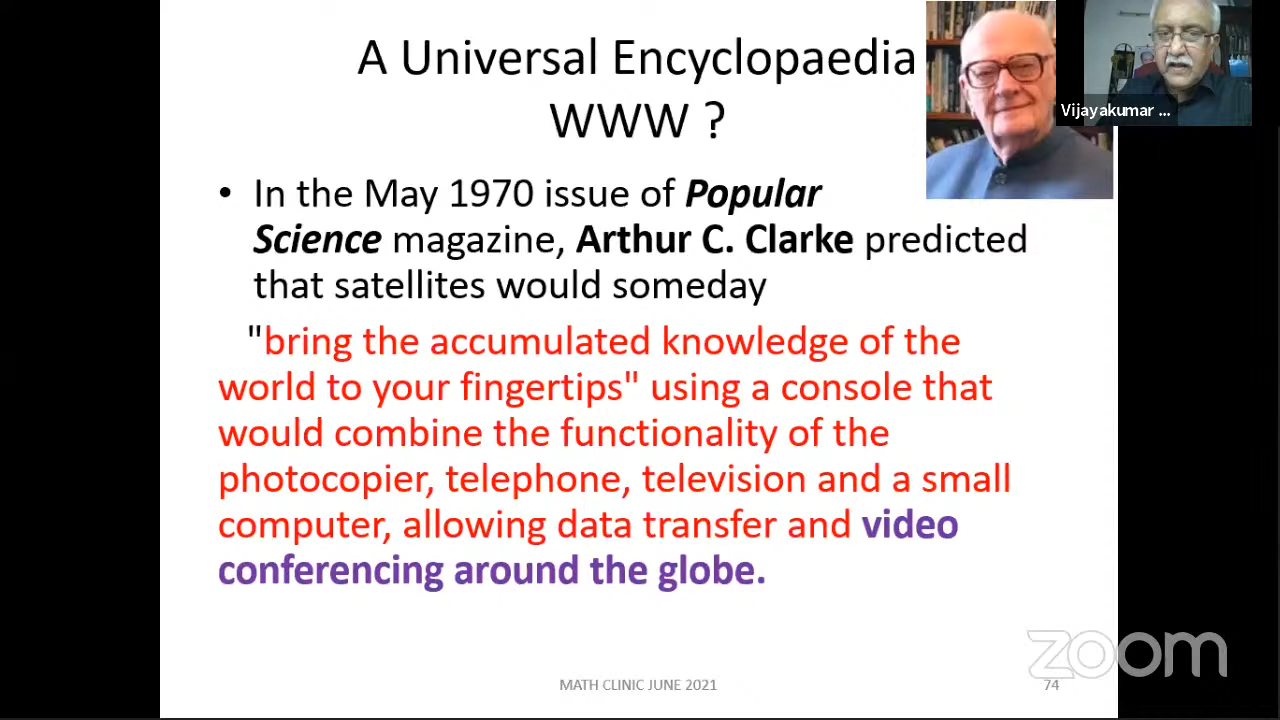 A Universal Encyclopaedia
WWW ?
Vijayakumar ...
• In the May 1970 issue of Popular
Science magazine, Arthur C. Clarke predicted
that satellites would someday
"bring the accumulated knowledge of the
world to your fingertips" using a console that
would combine the functionality of the
photocopier, telephone, television and a small
computer, allowing data transfer and video
conferencing around the globe.
zoom
MATH CLINIC JUNE 2021
74